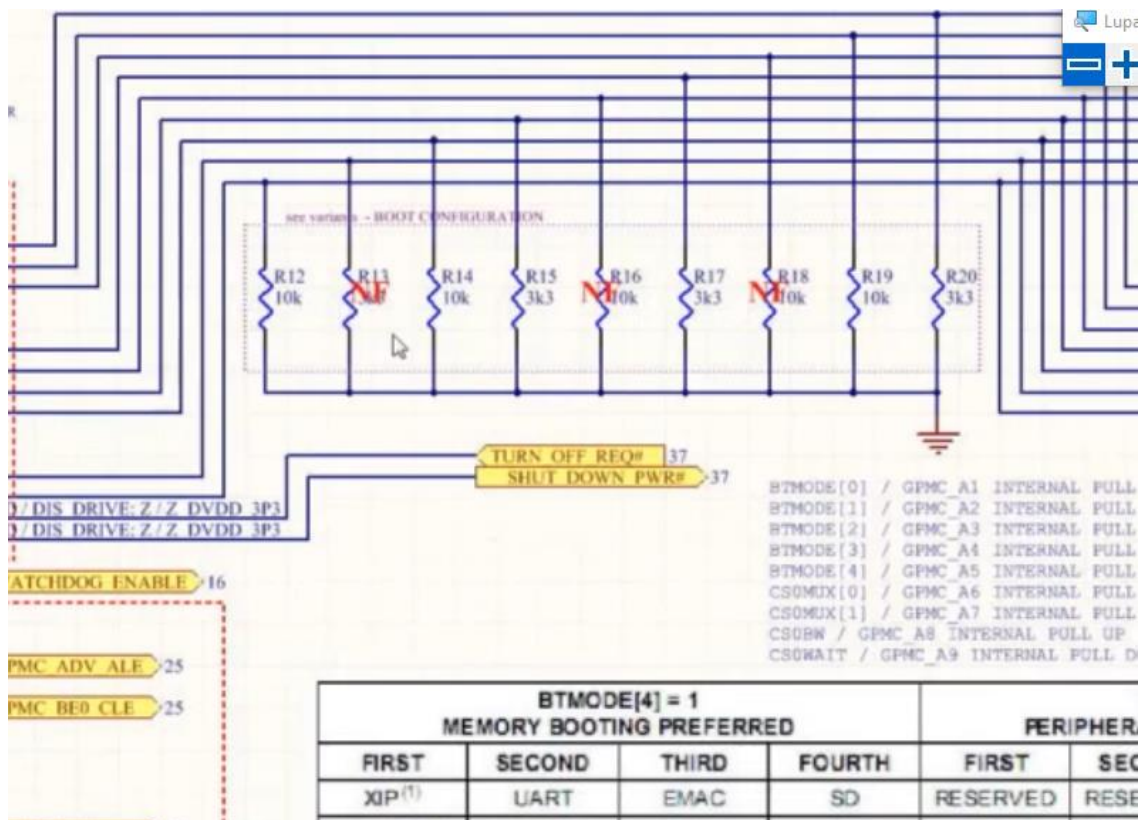 Lupa
see variants - BOOT CONFIGURATION
R12
10k
R13
NF
R14
10k
R15
3k3
R16
NF
10k
R17
3k3
R18
NF
10k
R19
10k
R20
3k3
TURN OFF REQ# 37
SHUT DOWN PWR# 37
/ DIS DRIVE: Z / Z DVDD 3P3
/ DIS DRIVE: Z / Z DVDD 3P3
ATCHDOG ENABLE 16
PMC ADV ALE 25
PMC BE0 CLE 25
BTMODE[0] / GPMC_A1 INTERNAL PULL
BTMODE[1] / GPMC_A2 INTERNAL PULL
BTMODE[2] / GPMC_A3 INTERNAL PULL
BTMODE[3] / GPMC_A4 INTERNAL PULL
BTMODE[4] / GPMC_A5 INTERNAL PULL
CS0MUX[0] / GPMC_A6 INTERNAL PULL
CS0MUX[1] / GPMC_A7 INTERNAL PULL
CS0BW / GPMC_A8 INTERNAL PULL UP
CS0WAIT / GPMC_A9 INTERNAL PULL D
BTMODE[4] = 1
MEMORY BOOTING PREFERRED
PERIPHERA
FIRST SECOND THIRD FOURTH FIRST SEC
XIP(1) UART EMAC SD RESERVED RESE